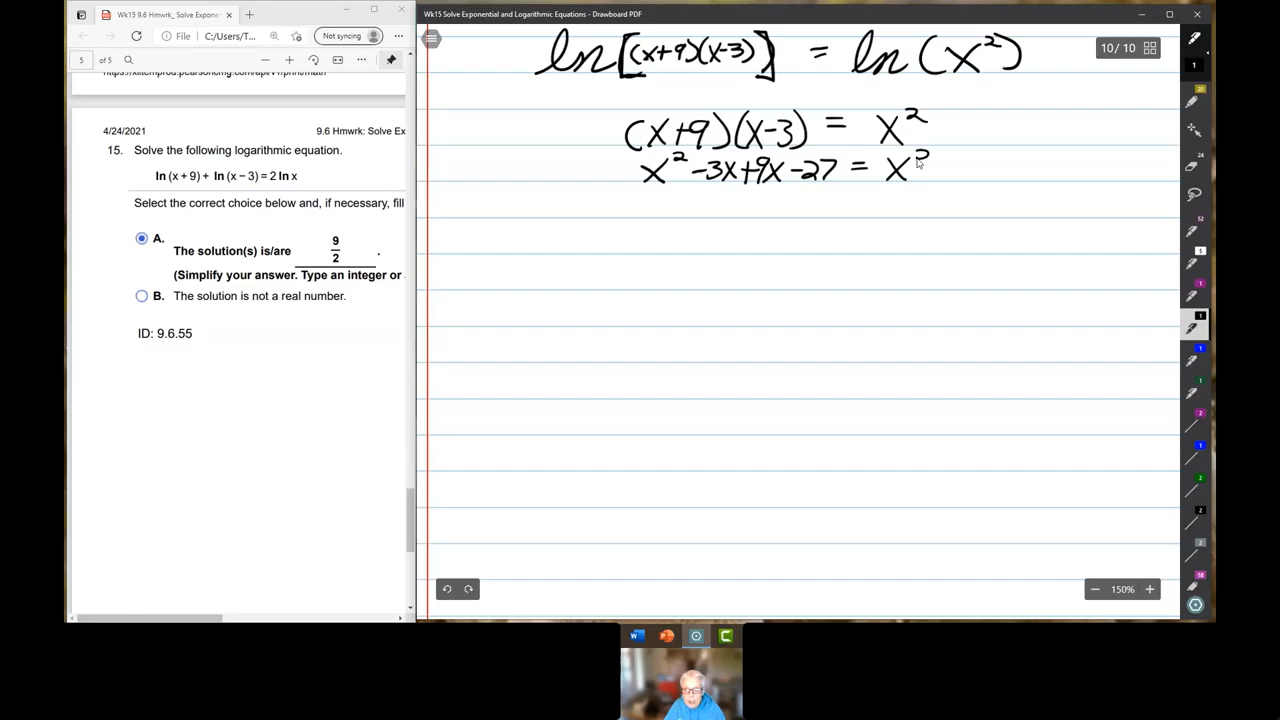 Wk15 9.6 Hmwrk_ Solve Expone
Wk15 Solve Exponential and Logarithmic Equations - Drawboard PDF
File C:/Users/T... Not syncing
5 of 5
10 / 10
4/24/2021 9.6 Hmwrk: Solve Ex
15. Solve the following logarithmic equation.
ln (x + 9) + ln (x − 3) = 2 ln x
Select the correct choice below and, if necessary, fill
A.
The solution(s) is/are 9/2 .
(Simplify your answer. Type an integer or
B. The solution is not a real number.
ID: 9.6.55
ln[(x+9)(x-3)] = ln(x²)
(x+9)(x-3) = x²
x² -3x+9x-27 = x²
150%